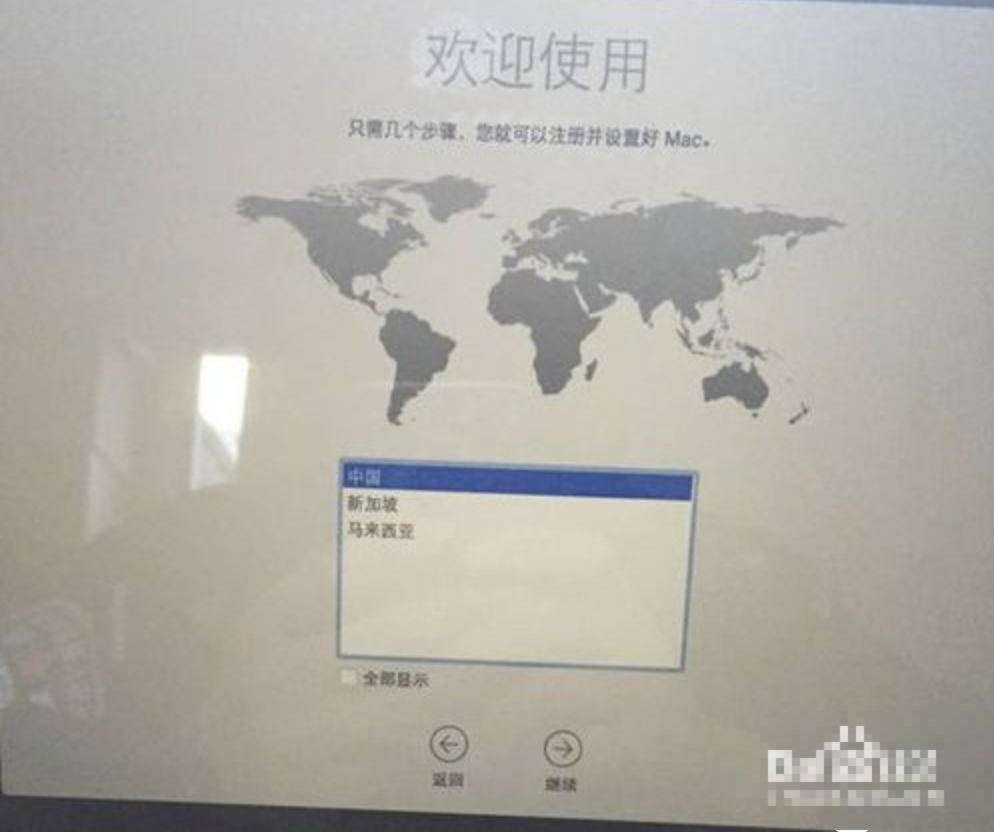 欢迎使用
只需几个步骤，您就可以注册并设置好 Mac。
中国
新加坡
马来西亚
全部显示
返回
继续